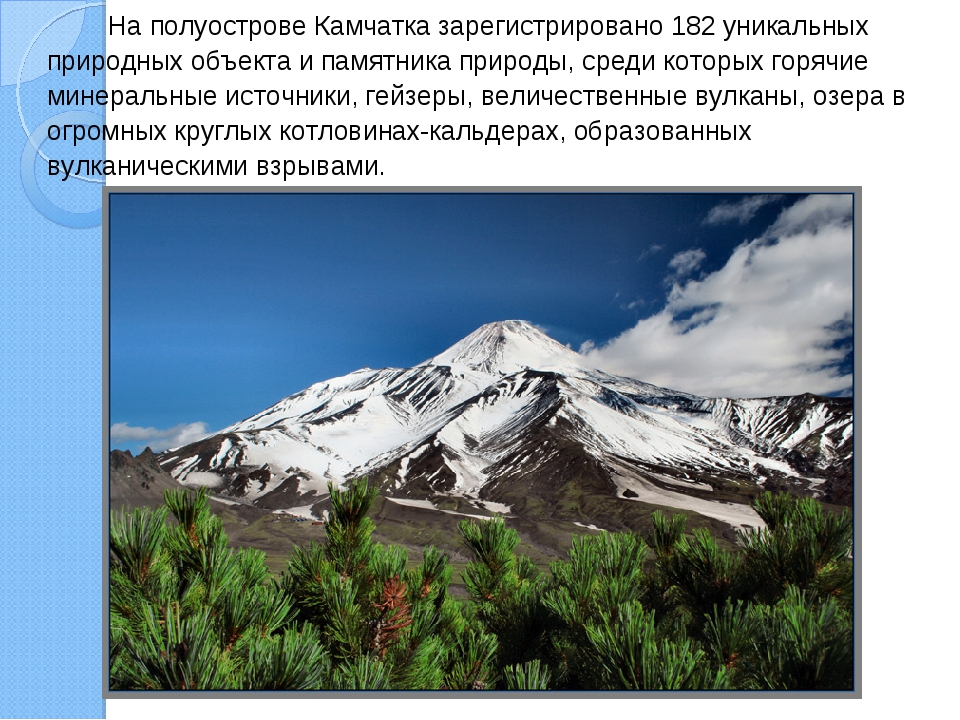 На полуострове Камчатка зарегистрировано 182 уникальных
природных объекта и памятника природы, среди которых горячие
минеральные источники, гейзеры, величественные вулканы, озера в
огромных круглых котловинах-кальдерах, образованных
вулканическими взрывами.